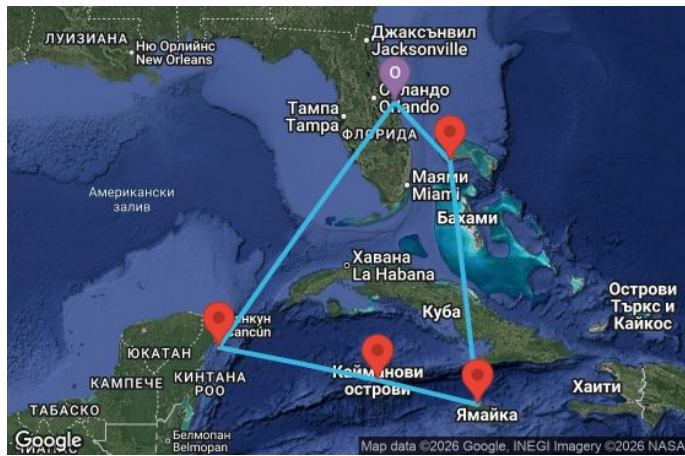 ЛУИЗИАНА
Ню Орлийнс
New Orleans
Джаксънвил
Jacksonville
O
Орландо
Orlando
Тампа
Tampa
ФЛОРИДА
Маями
Miami
Бахами
Американски
залив
Хавана
La Habana
Куба
Острови
Търкс и
Кайкос
нкун
Cancún
ЮКАТАН
КАМПЕЧЕ
КИНТАНА
РОО
Кайманови
острови
Ямайка
Хаити
ТАБАСКО
Белмопан
Belmopan
Google
Map data ©2026 Google, INEGI Imagery ©2026 NASA